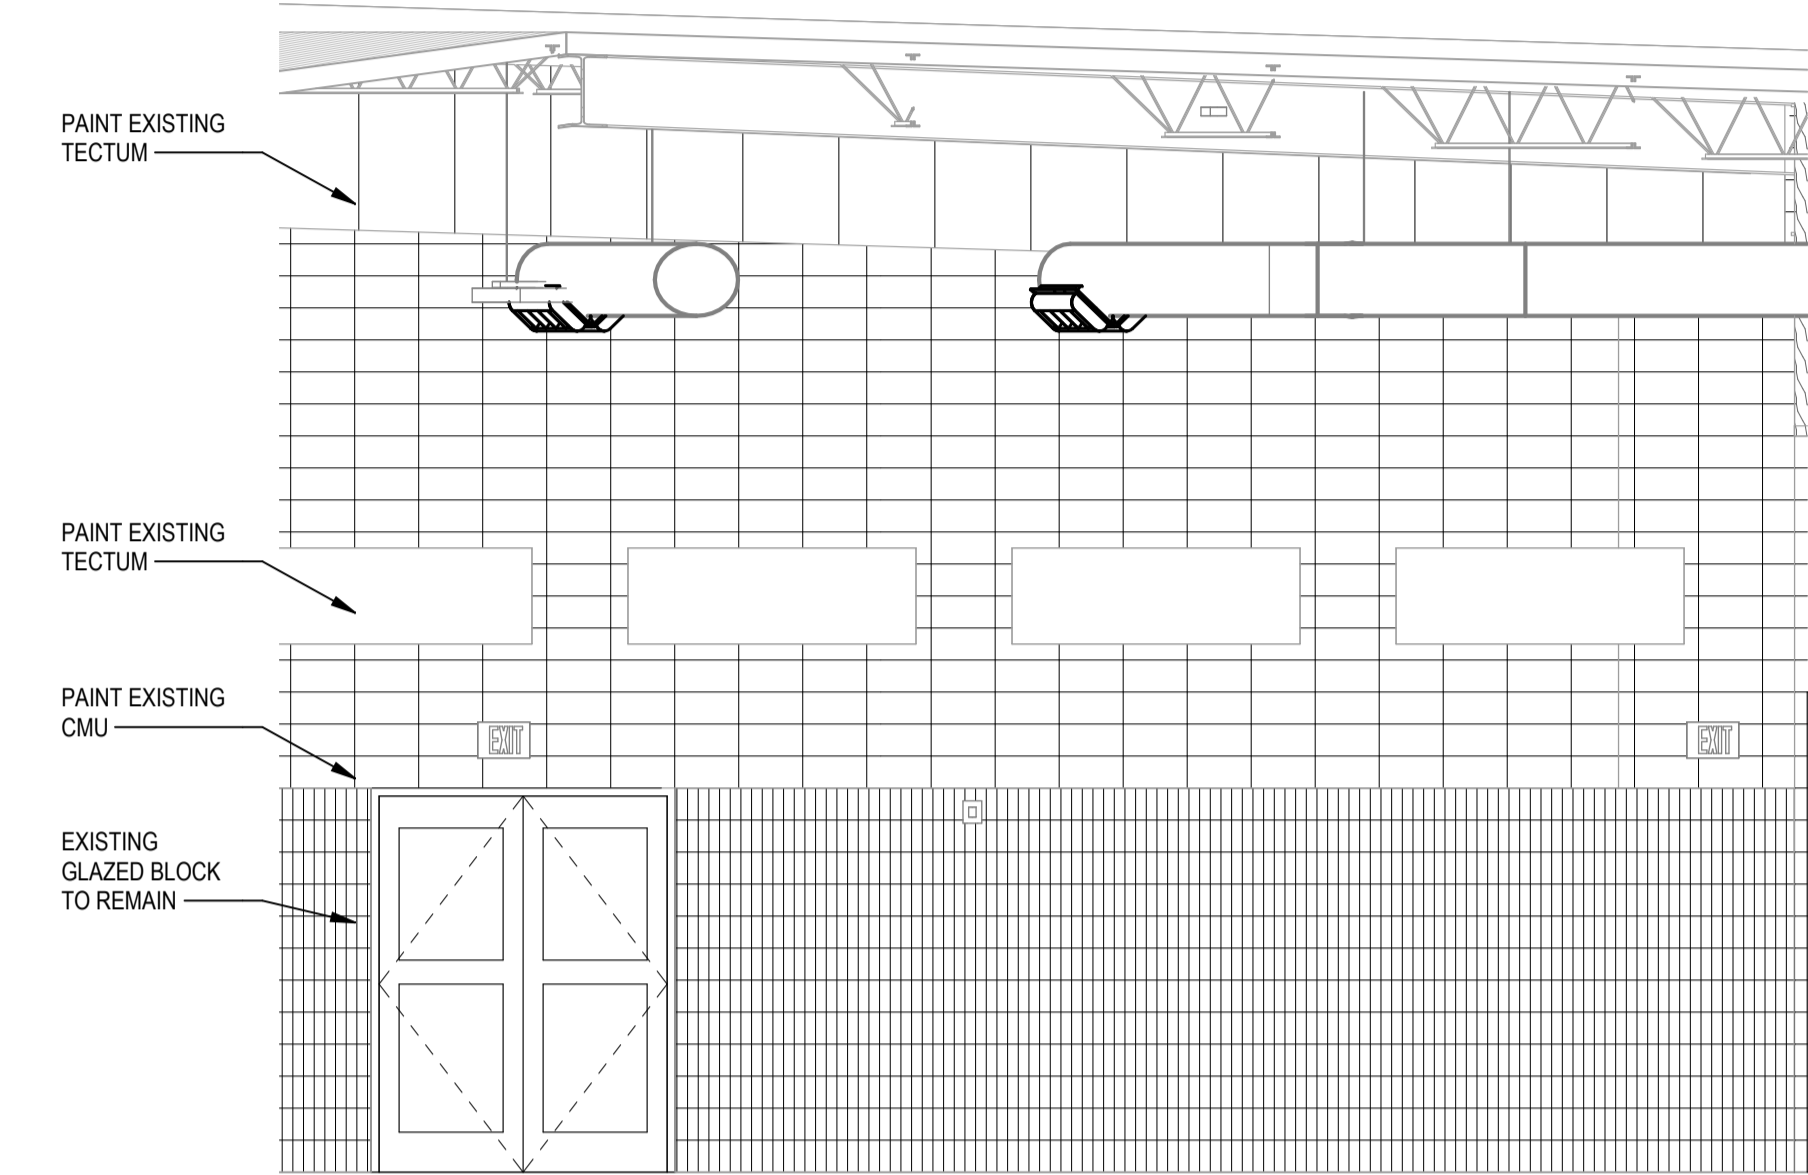 PAINT EXISTING
TECTUM
PAINT EXISTING
TECTUM
PAINT EXISTING
CMU
EXIT
EXIT
EXISTING
GLAZED BLOCK
TO REMAIN